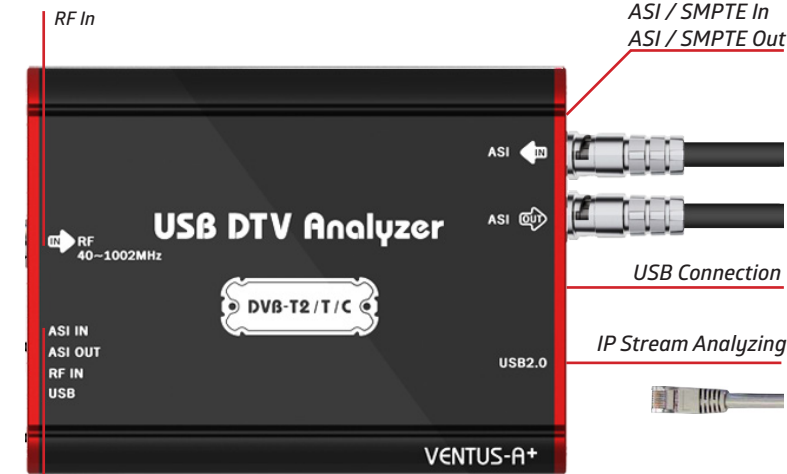 RF In
ASI / SMPTE In
ASI / SMPTE Out
ASI IN
ASI OUT
USB DTV Analyzer
IN RF
40~1002MHz
USB Connection
DVB-T2 / T / C
ASI IN
ASI OUT
RF IN
USB
IP Stream Analyzing
USB2.0
VENTUS-A+